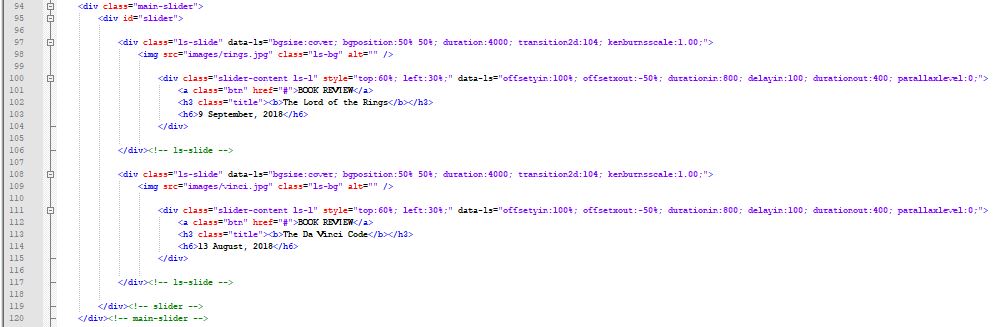 94 <div class="main-slider">
95 <div id="slider">
96
97 <div class="ls-slide" data-ls="bgsize:cover; bgposition:50% 50%; duration:4000; transition2d:104; kenburnsscale:1.00;">
98 <img src="images/rings.jpg" class="ls-bg" alt="" />
99
100 <div class="slider-content ls-l" style="top:60%; left:30%;" data-ls="offsetyin:100%; offsetxout:-50%; durationin:800; delayin:100; durationout:400; parallaxlevel:0;">
101 <a class="btn" href="#">BOOK REVIEW</a>
102 <h3 class="title"><b>The Lord of the Rings</b></h3>
103 <h6>9 September, 2018</h6>
104 </div>
105
106 </div><!-- ls-slide -->
107
108 <div class="ls-slide" data-ls="bgsize:cover; bgposition:50% 50%; duration:4000; transition2d:104; kenburnsscale:1.00;">
109 <img src="images/vinci.jpg" class="ls-bg" alt="" />
110
111 <div class="slider-content ls-l" style="top:60%; left:30%;" data-ls="offsetyin:100%; offsetxout:-50%; durationin:800; delayin:100; durationout:400; parallaxlevel:0;">
112 <a class="btn" href="#">BOOK REVIEW</a>
113 <h3 class="title"><b>The Da Vinci Code</b></h3>
114 <h6>13 August, 2018</h6>
115 </div>
116
117 </div><!-- ls-slide -->
118
119 </div><!-- slider -->
120 </div><!-- main-slider -->